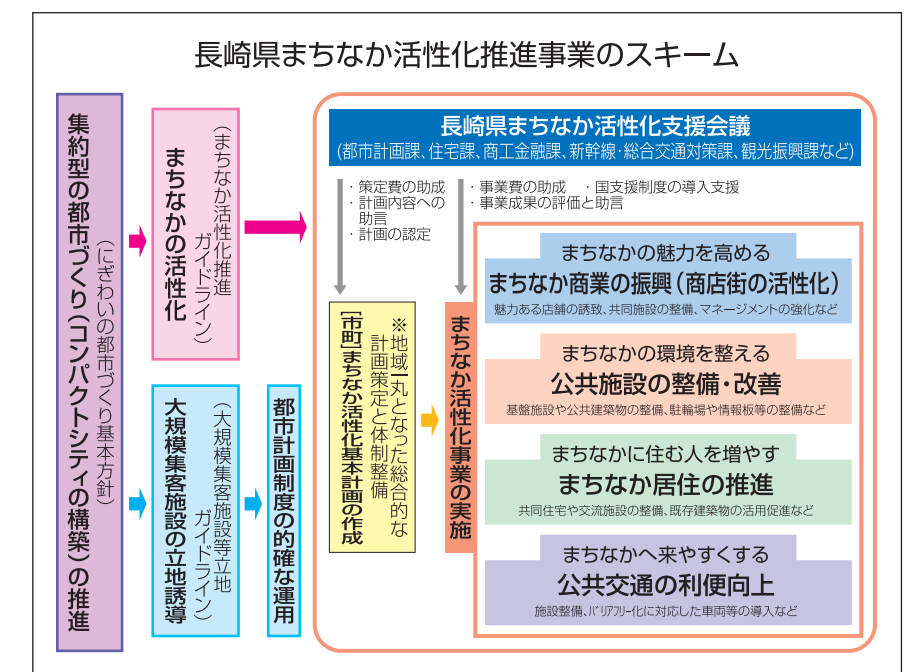 長崎県まちなか活性化推進事業のスキーム
集約型の都市づくり(コンパクトシティの構築)の推進
(にぎわいの都市づくり基本方針)
まちなかの活性化
(まちなか活性化推進
ガイドライン)
大規模集客施設の立地誘導
(大規模集客施設等立地
ガイドライン)
都市計画制度の的確な運用
長崎県まちなか活性化支援会議
(都市計画課、住宅課、商工金融課、新幹線・総合交通対策課、観光振興課など)
・策定費の助成
・計画内容への
助言
・計画の認定
・事業費の助成 ・国支援制度の導入支援
・事業成果の評価と助言
[市町]まちなか活性化基本計画の作成
※地域一丸となった総合的な
計画策定と体制整備
まちなか活性化事業の実施
まちなかの魅力を高める
まちなか商業の振興(商店街の活性化)
魅力ある店舗の誘致、共同施設の整備、マネージメントの強化など
まちなかの環境を整える
公共施設の整備・改善
基盤施設や公共建築物の整備、駐輪場や情報板等の整備など
まちなかに住む人を増やす
まちなか居住の推進
共同住宅や交流施設の整備、既存建築物の活用促進など
まちなかへ来やすくする
公共交通の利便向上
施設整備、バリアフリー化に対応した車両等の導入など